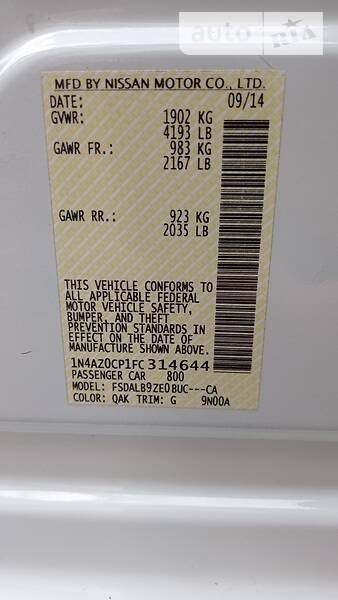 auto RIA
MFD BY NISSAN MOTOR CO., LTD.
DATE: 09/14
GVWR: 1902 KG
4193 LB
GAWR FR.: 983 KG
2167 LB
GAWR RR.: 923 KG
2035 LB
THIS VEHICLE CONFORMS TO
ALL APPLICABLE FEDERAL
MOTOR VEHICLE SAFETY,
BUMPER, AND THEFT
PREVENTION STANDARDS IN
EFFECT ON THE DATE OF
MANUFACTURE SHOWN ABOVE.
1N4AZ0CP1FC314644
PASSENGER CAR 800
MODEL: FSDALB9ZE0BUC---CA
COLOR: QAK TRIM: G 9N00A